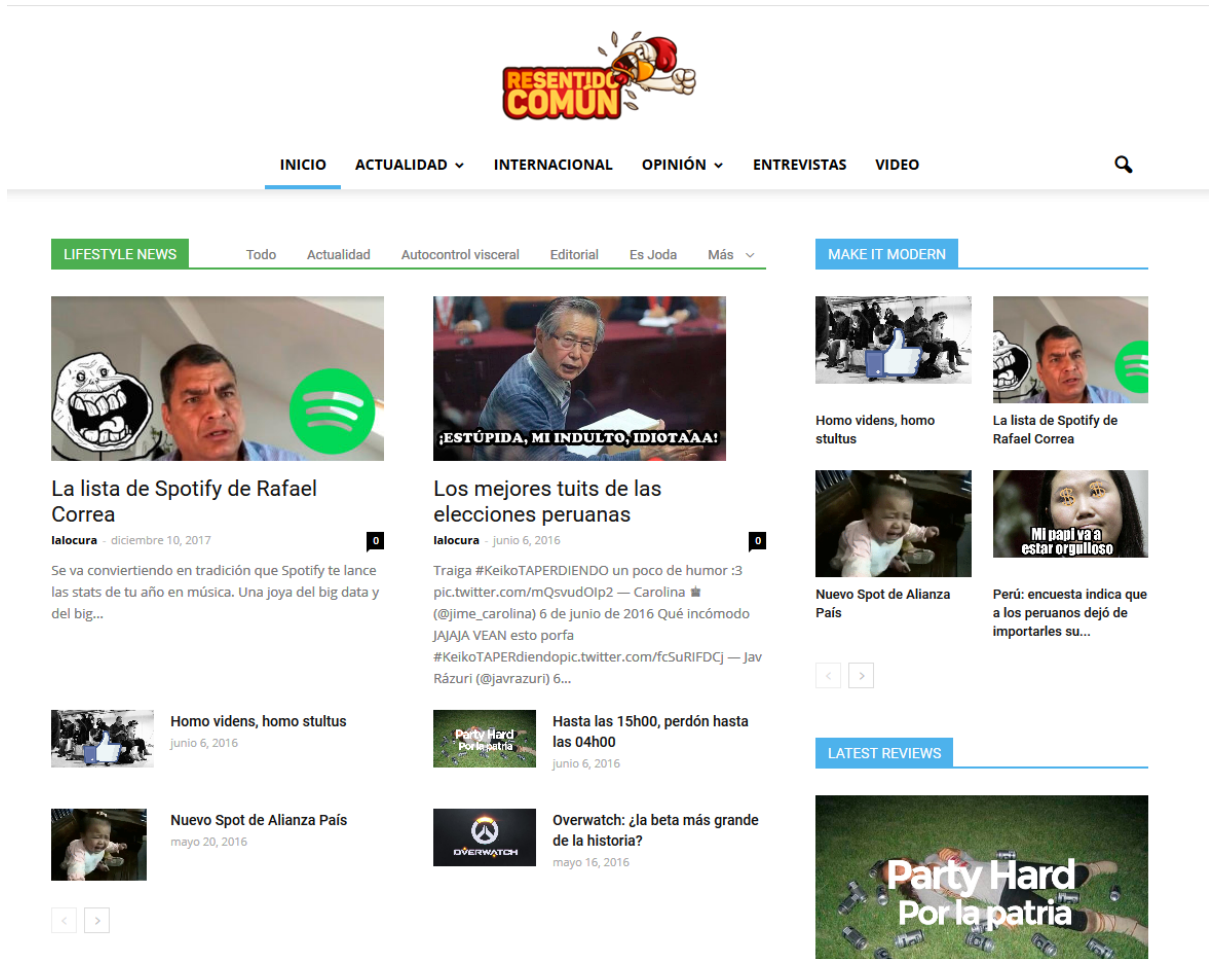 RESENTIDO
COMÚN
INICIO
ACTUALIDAD
INTERNACIONAL
OPINIÓN
ENTREVISTAS
VIDEO
LIFESTYLE NEWS
Todo
Actualidad
Autocontrol visceral
Editorial
Es Joda
Más
¡ESTÚPIDA, MI INDULTO, IDIOTAAA!
La lista de Spotify de Rafael
Correa
lalocura - diciembre 10, 2017
0
Se va conviertiendo en tradición que Spotify te lance
las stats de tu año en música. Una joya del big data y
del big...
Los mejores tuits de las
elecciones peruanas
lalocura - junio 6, 2016
0
Traiga #KeikoTAPERDIENDO un poco de humor :3
pic.twitter.com/mQsvudOIp2 — Carolina
(@jime_carolina) 6 de junio de 2016 Qué incómodo
JAJAJA VEAN esto porfa
#KeikoTAPERdiendopic.twitter.com/fcSuRIFDCj — Jav
Rázuri (@javrazuri) 6...
Homo videns, homo stultus
junio 6, 2016
Party Hard
Por la patria
Hasta las 15h00, perdón hasta
las 04h00
junio 6, 2016
Nuevo Spot de Alianza País
mayo 20, 2016
OVERWATCH
Overwatch: ¿la beta más grande
de la historia?
mayo 16, 2016
MAKE IT MODERN
Homo videns, homo
stultus
La lista de Spotify de
Rafael Correa
Nuevo Spot de Alianza
País
Mi papi va a
estar orgulloso
Perú: encuesta indica que
a los peruanos dejó de
importarles su...
LATEST REVIEWS
Party Hard
Por la patria